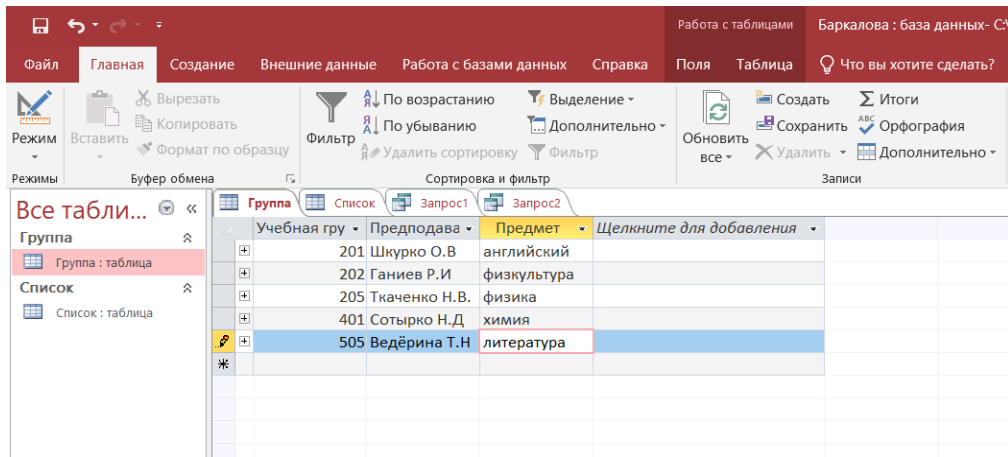 Работа с таблицами Баркалова : база данных- C:\
Файл Главная Создание Внешние данные Работа с базами данных Справка Поля Таблица Что вы хотите сделать?
Режим Вставить Вырезать Копировать Формат по образцу
Фильтр По возрастанию По убыванию Удалить сортировку Выделение Дополнительно Фильтр
Обновить все Создать Сохранить Удалить Итоги Орфография Дополнительно
Режимы Буфер обмена Сортировка и фильтр Записи
Все табли...
Группа
Группа : таблица
Список
Список : таблица
Группа Список Запрос1 Запрос2
Учебная гру Предподава Предмет Щелкните для добавления
201 Шкурко О.В английский
202 Ганиев Р.И физкультура
205 Ткаченко Н.В. физика
401 Сотырко Н.Д химия
505 Ведёрина Т.Н литература